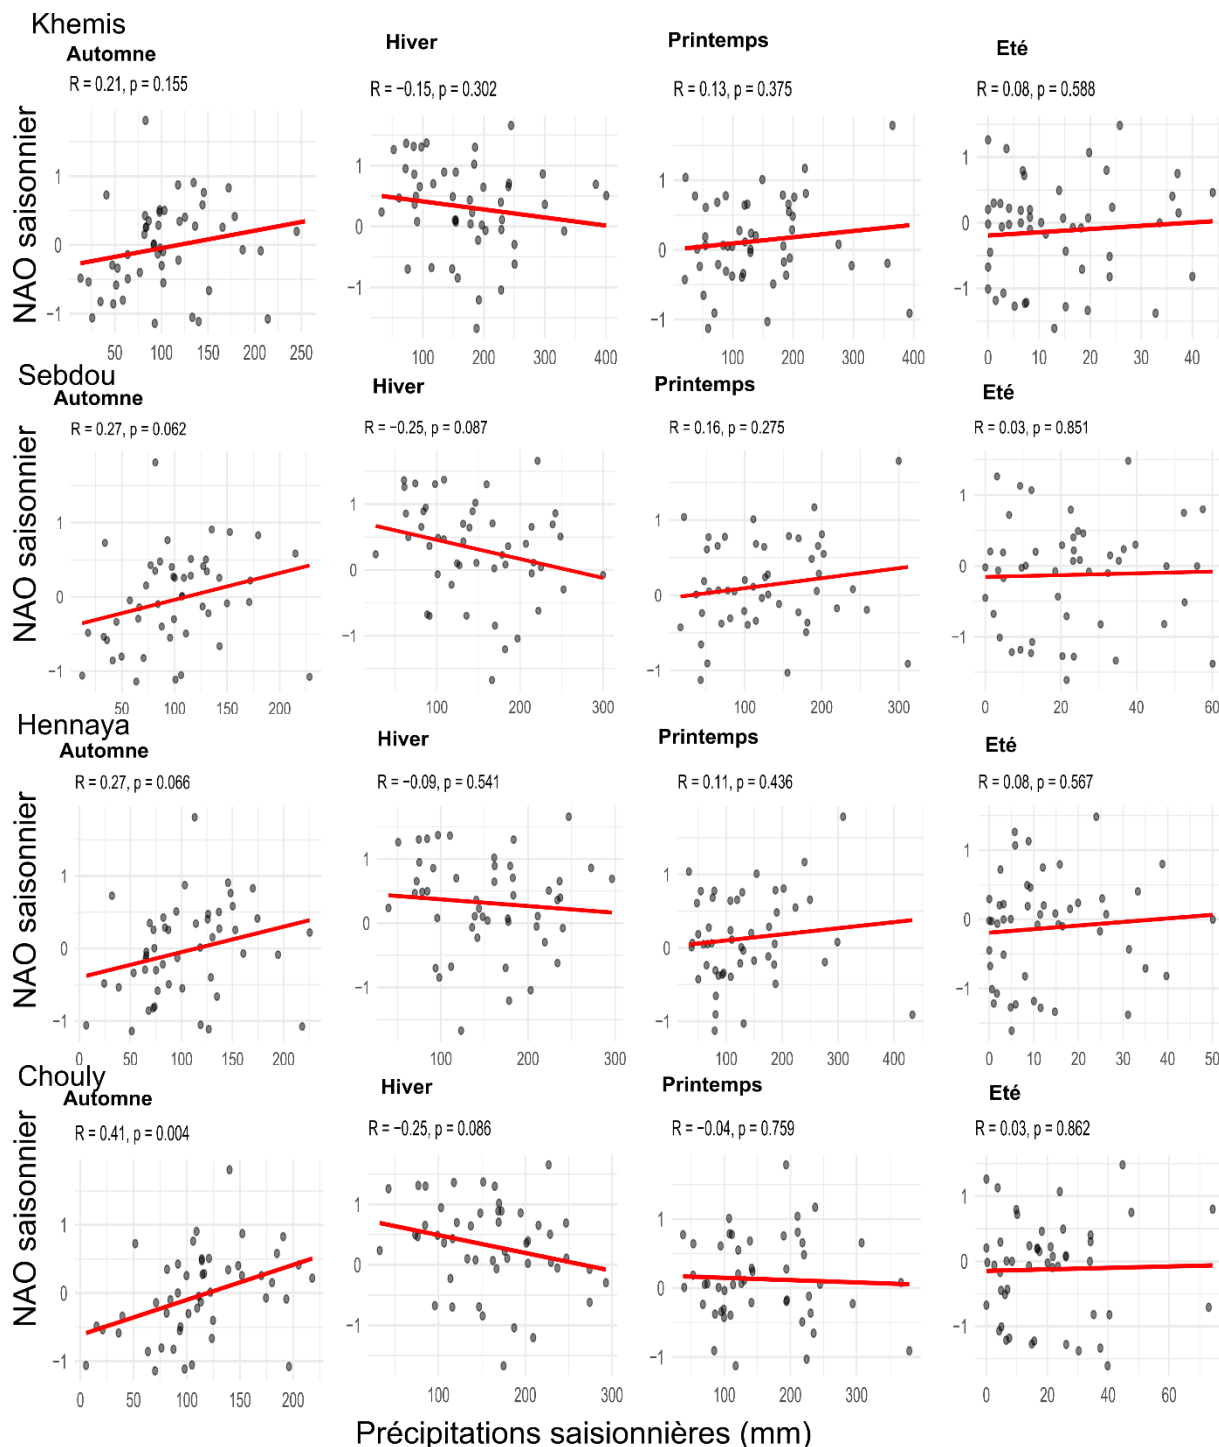 Khemis
Automne
Hiver
Printemps
Eté
R = 0.21, p = 0.155
R = −0.15, p = 0.302
R = 0.13, p = 0.375
R = 0.08, p = 0.588
NAO saisonnier
1
0
−1
1
0
−1
1
0
−1
1
0
−1
50 100 150 200 250
100 200 300 400
100 200 300 400
0 10 20 30 40
Sebdou
Automne
Hiver
Printemps
Eté
R = 0.27, p = 0.062
R = −0.25, p = 0.087
R = 0.16, p = 0.275
R = 0.03, p = 0.851
NAO saisonnier
1
0
−1
1
0
−1
1
0
−1
1
0
−1
50 100 150 200
100 200 300
100 200 300
0 20 40 60
Hennaya
Automne
Hiver
Printemps
Eté
R = 0.27, p = 0.066
R = −0.09, p = 0.541
R = 0.11, p = 0.436
R = 0.08, p = 0.567
NAO saisonnier
1
0
−1
1
0
−1
1
0
−1
1
0
−1
0 50 100 150 200
100 200 300
100 200 300 400
0 10 20 30 40 50
Chouly
Automne
Hiver
Printemps
Eté
R = 0.41, p = 0.004
R = −0.25, p = 0.086
R = −0.04, p = 0.759
R = 0.03, p = 0.862
NAO saisonnier
1
0
−1
1
0
−1
1
0
−1
1
0
−1
0 50 100 150 200
100 200 300
100 200 300
0 20 40 60
Précipitations saisionnières (mm)